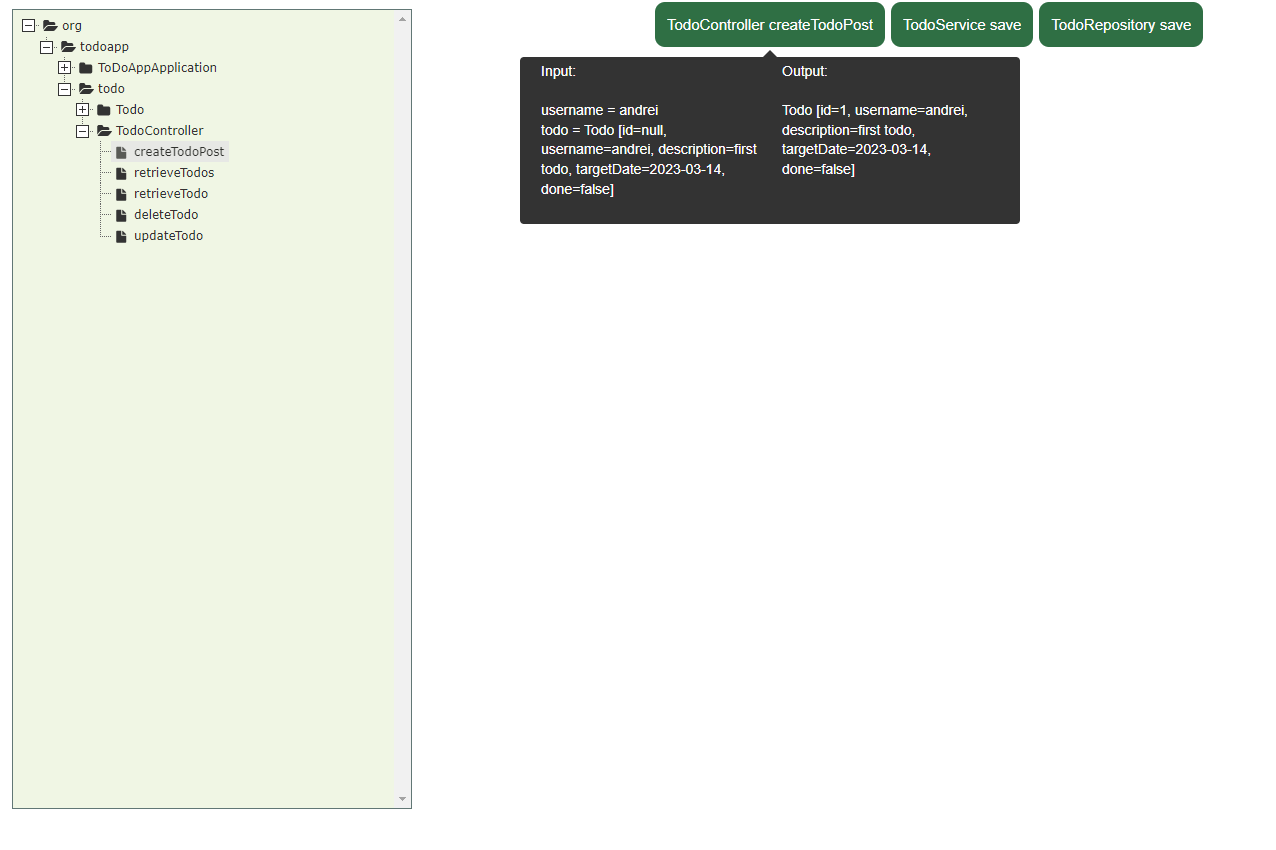 org
todoapp
ToDoAppApplication
todo
Todo
TodoController
createTodoPost
retrieveTodos
retrieveTodo
deleteTodo
updateTodo
TodoController createTodoPost
TodoService save
TodoRepository save
Input:
username = andrei
todo = Todo [id=null,
username=andrei, description=first
todo, targetDate=2023-03-14,
done=false]
Output:
Todo [id=1, username=andrei,
description=first todo,
targetDate=2023-03-14,
done=false]